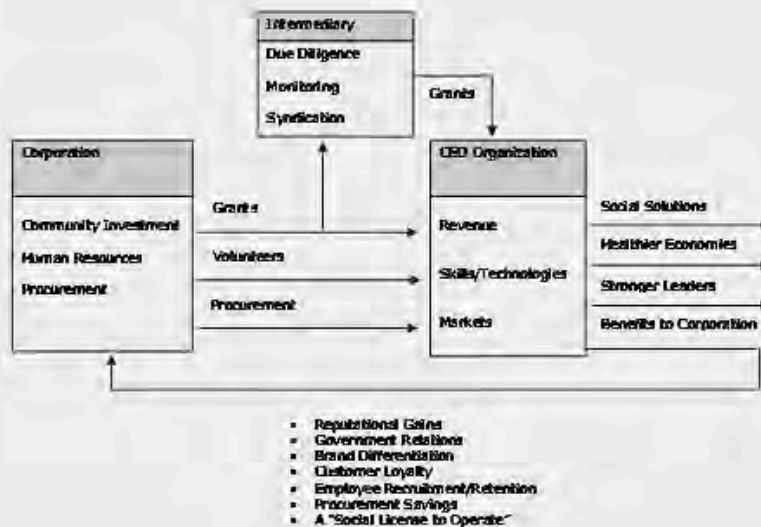 Intermediary
Due Diligence
Monitoring
Syndication
Grants
Corporation
Community Investment
Human Resources
Procurement
Grants
Volunteers
Procurement
CED Organization
Revenue
Skills/Technologies
Markets
Social Solutions
Healthier Economies
Stronger Leaders
Benefits to Corporation
▪ Reputational Gains
▪ Government Relations
▪ Brand Differentiation
▪ Customer Loyalty
▪ Employee Recruitment/Retention
▪ Procurement Savings
▪ A "Social License to Operate"